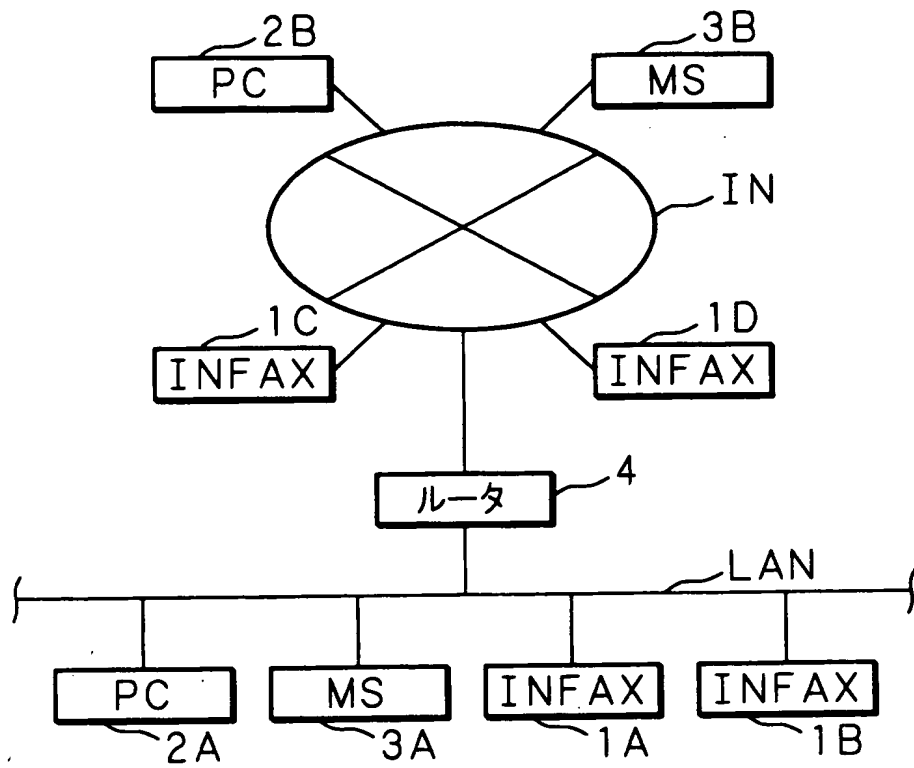 2B 3B
PC MS
IN
1C 1D
INFAX INFAX
4
ルータ
LAN
PC MS INFAX INFAX
2A 3A 1A 1B